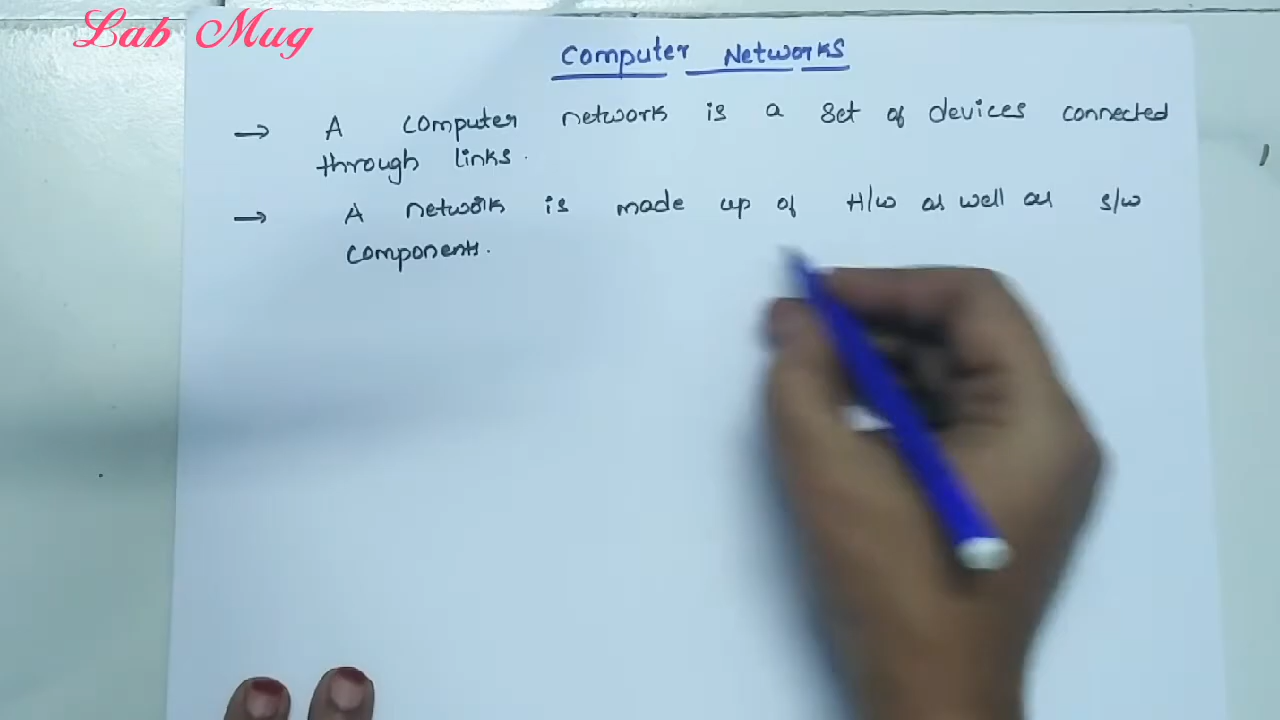 Lab Mug
Computer Networks
→ A computer network is a set of devices connected
through links.
→ A network is made up of H/w as well as s/w
components.